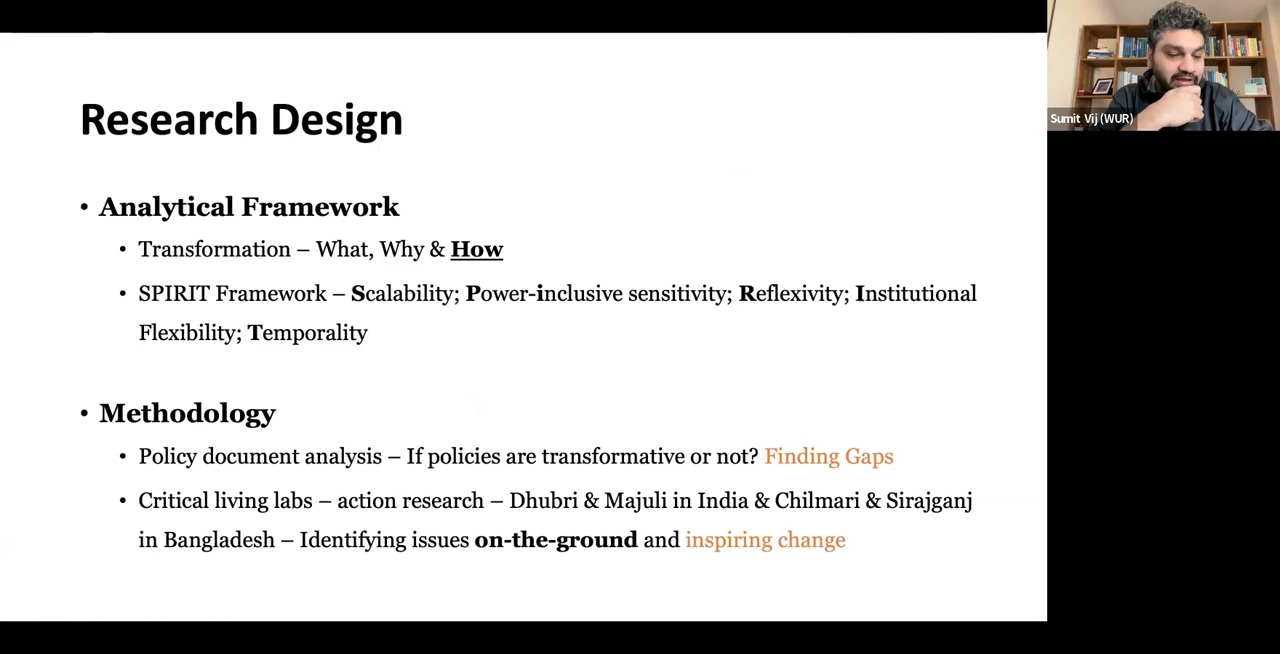 Research Design
• Analytical Framework
• Transformation – What, Why & How
• SPIRIT Framework – Scalability; Power-inclusive sensitivity; Reflexivity; Institutional
Flexibility; Temporality
• Methodology
• Policy document analysis – If policies are transformative or not? Finding Gaps
• Critical living labs – action research – Dhubri & Majuli in India & Chilmari & Sirajganj
in Bangladesh – Identifying issues on-the-ground and inspiring change
Sumit Vij (WUR)